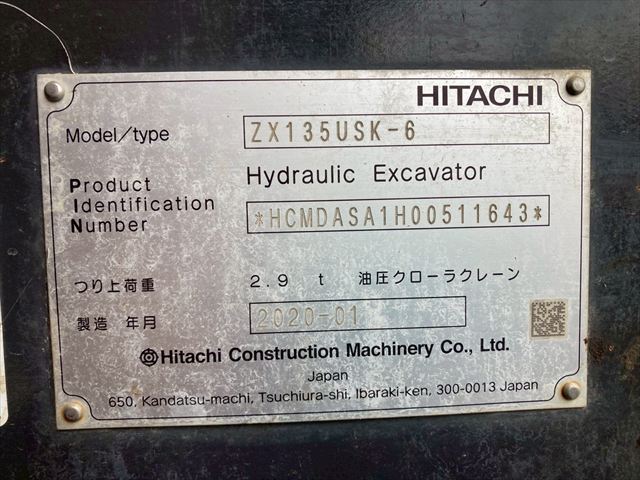 HITACHI
Model/type ZX135USK-6
Product Identification Number Hydraulic Excavator
*HCMDASA1H00511643*
つり上荷重 2.9 t 油圧クローラクレーン
製造 年月 2020-01
Hitachi Construction Machinery Co., Ltd.
Japan
650, Kandatsu-machi, Tsuchiura-shi, Ibaraki-ken, 300-0013 Japan